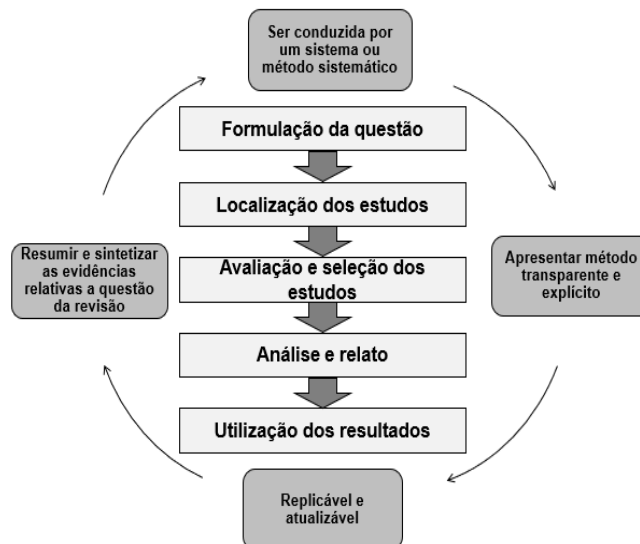 Ser conduzida por
um sistema ou
método sistemático
Formulação da questão
Localização dos estudos
Resumir e sintetizar
as evidências
relativas a questão
da revisão
Avaliação e seleção dos
estudos
Apresentar método
transparente e
explícito
Análise e relato
Utilização dos resultados
Replicável e
atualizável